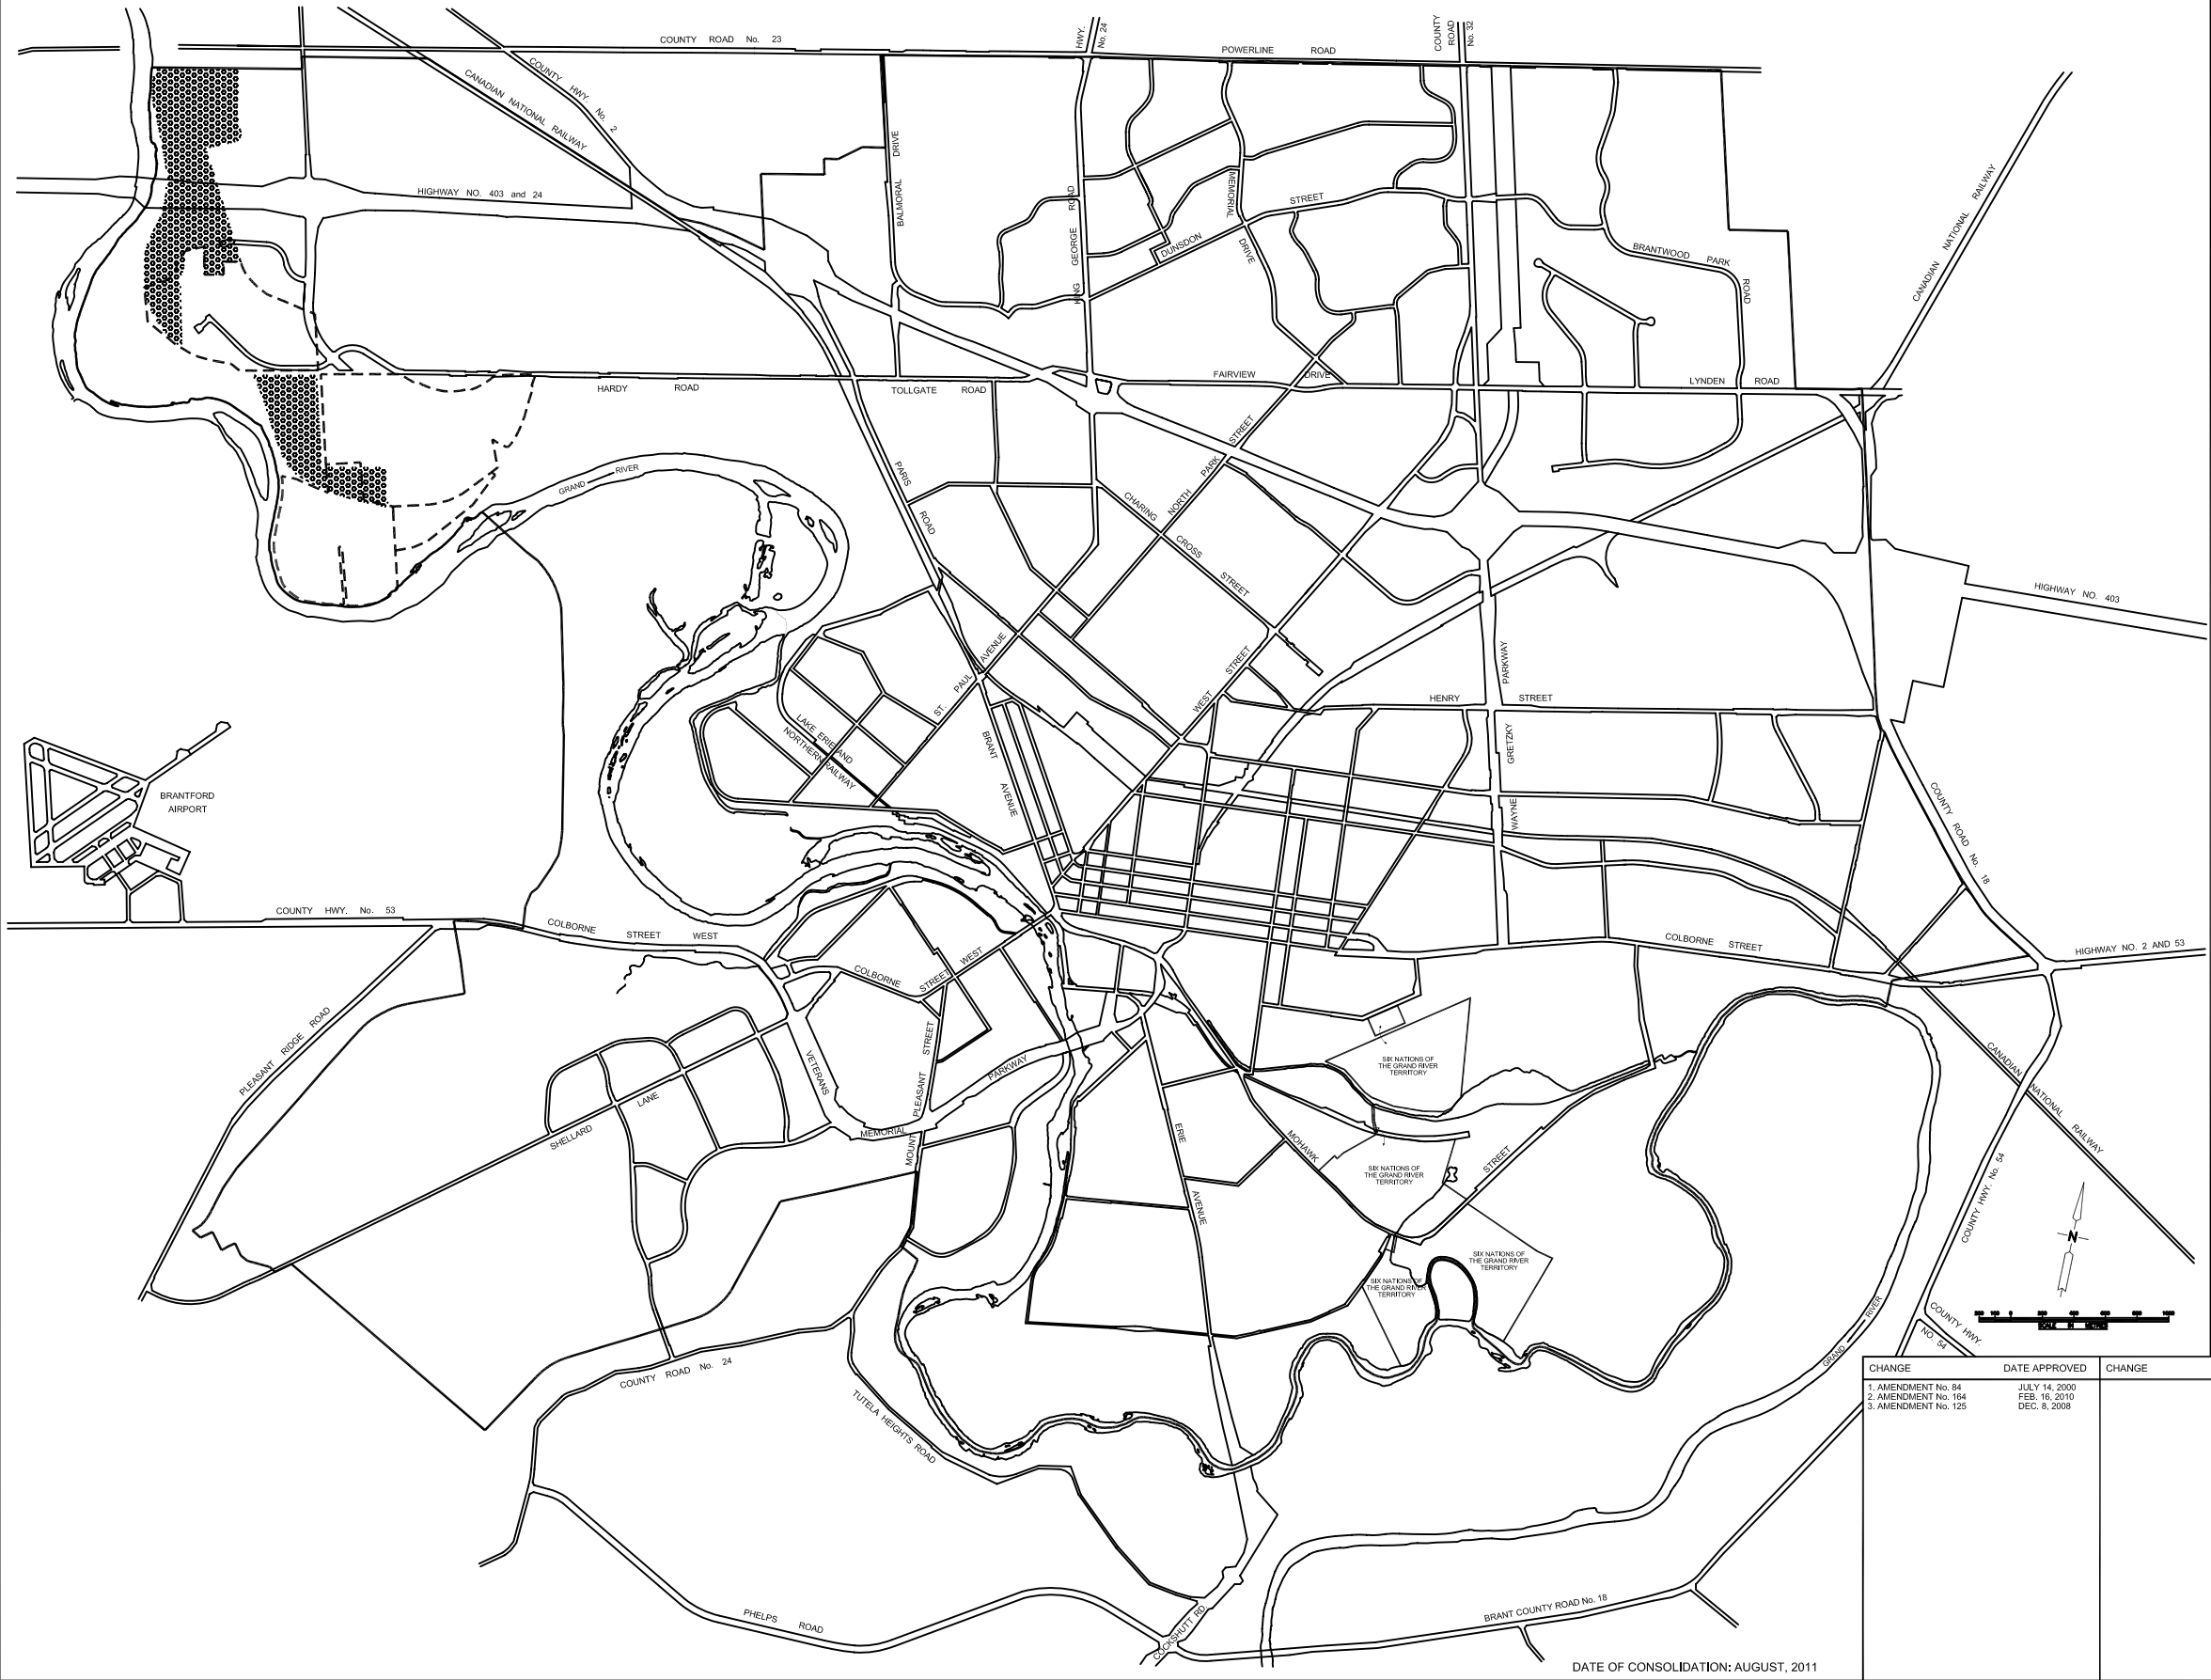 COUNTY ROAD No. 23
HWY.
No. 24
POWERLINE ROAD
COUNTY
ROAD
No. 32
COUNTY HWY No. 2
CANADIAN NATIONAL RAILWAY
HIGHWAY NO. 403 and 24
BALMORAL DRIVE
KING GEORGE ROAD
MEMORIAL DRIVE
DUNSDON STREET
BRANTWOOD PARK ROAD
CANADIAN NATIONAL RAILWAY
HARDY ROAD
TOLLGATE ROAD
FAIRVIEW DRIVE
LYNDEN ROAD
PARIS ROAD
GRAND RIVER
CHARING CROSS STREET
NORTH PARK STREET
HIGHWAY NO. 403
ST. PAUL AVENUE
WEST STREET
HENRY STREET
WAYNE GRETZKY PARKWAY
LAKE ERIE AND
NORTHERN RAILWAY
BRANT AVENUE
BRANTFORD
AIRPORT
COUNTY ROAD No. 18
COUNTY HWY. No. 53
COLBORNE STREET WEST
COLBORNE STREET WEST
COLBORNE STREET
HIGHWAY NO. 2 AND 53
PLEASANT RIDGE ROAD
SHELLARD LANE
VETERANS MEMORIAL PARKWAY
MOUNT PLEASANT STREET
ERIE AVENUE
MOHAWK STREET
SIX NATIONS OF
THE GRAND RIVER
TERRITORY
SIX NATIONS OF
THE GRAND RIVER
TERRITORY
SIX NATIONS OF
THE GRAND RIVER
TERRITORY
SIX NATIONS OF
THE GRAND RIVER
TERRITORY
CANADIAN NATIONAL RAILWAY
COUNTY HWY. No. 54
N
COUNTY HWY.
NO. 54
GRAND RIVER
SCALE IN METRES
COUNTY ROAD No. 24
TUTELA HEIGHTS ROAD
PHELPS ROAD
COCKSHUTT RD.
BRANT COUNTY ROAD No. 18
CHANGE DATE APPROVED CHANGE
1. AMENDMENT No. 84 JULY 14, 2000
2. AMENDMENT No. 164 FEB. 16, 2010
3. AMENDMENT No. 125 DEC. 8, 2008
DATE OF CONSOLIDATION: AUGUST, 2011